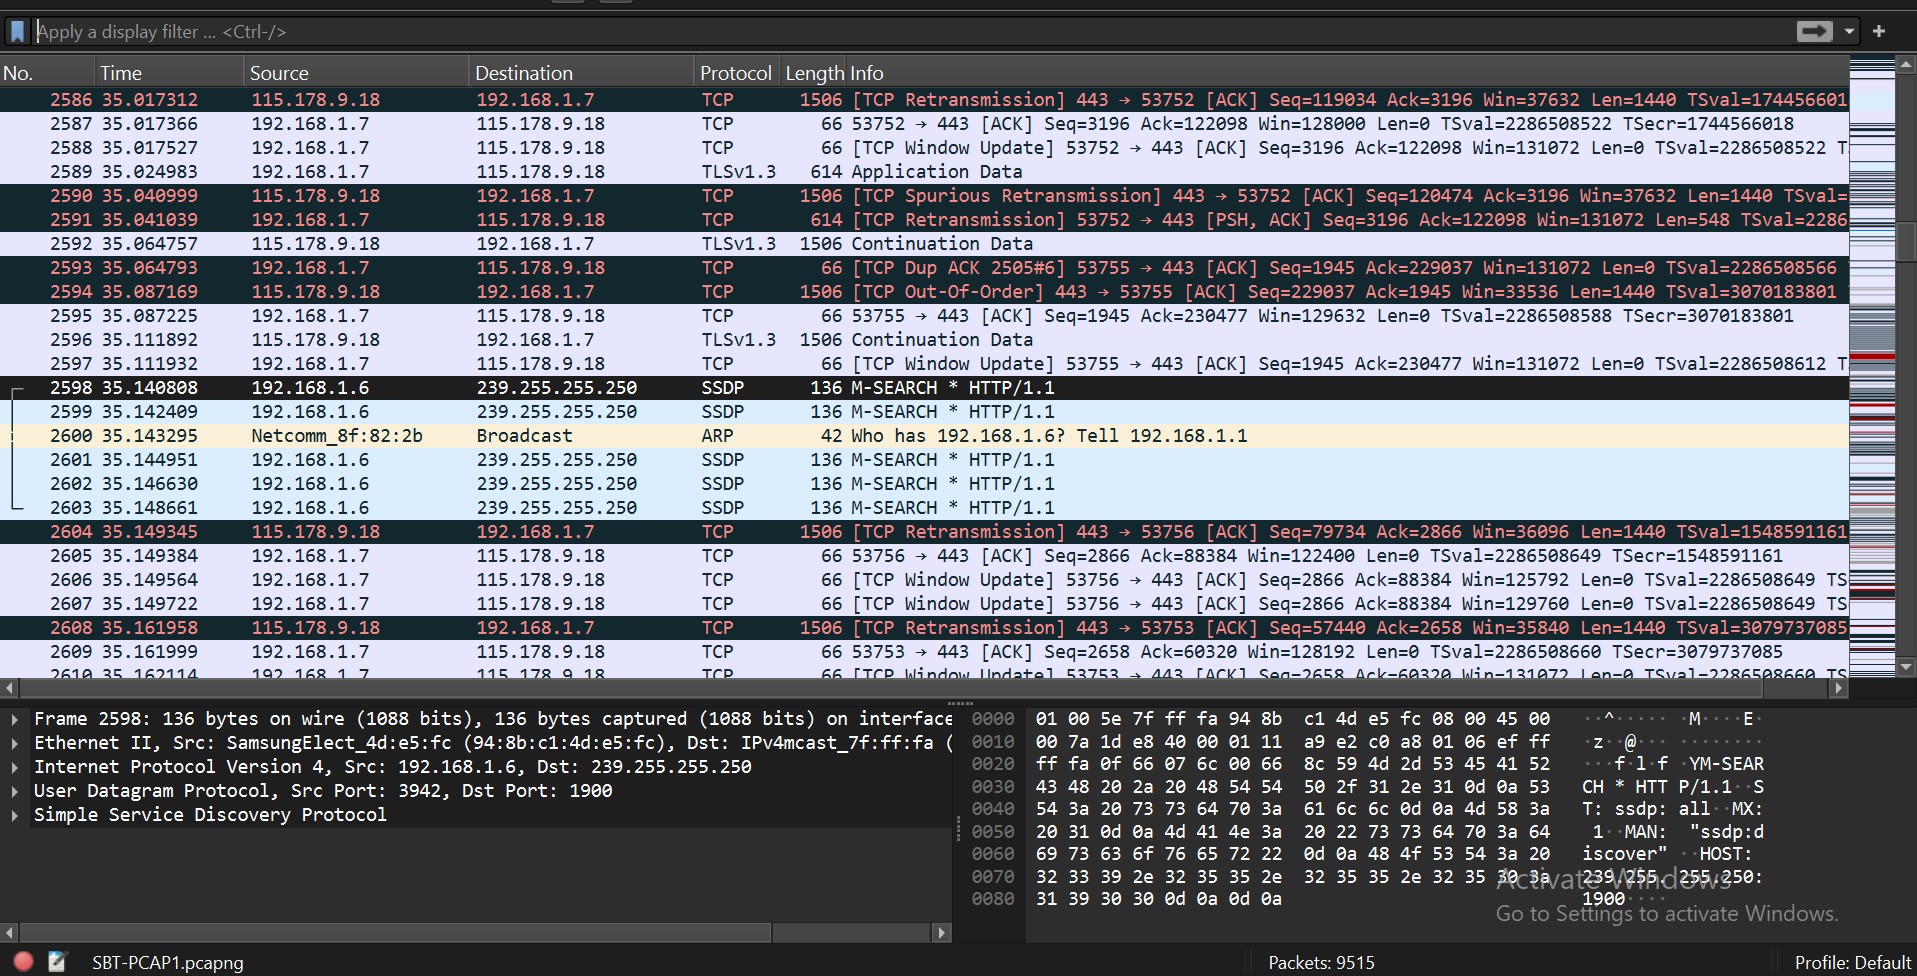 Apply a display filter ... <Ctrl-/>
No. Time Source Destination Protocol Length Info
2586 35.017312 115.178.9.18 192.168.1.7 TCP 1506 [TCP Retransmission] 443 → 53752 [ACK] Seq=119034 Ack=3196 Win=37632 Len=1440 TSval=174456601
2587 35.017366 192.168.1.7 115.178.9.18 TCP 66 53752 → 443 [ACK] Seq=3196 Ack=122098 Win=128000 Len=0 TSval=2286508522 TSecr=1744566018
2588 35.017527 192.168.1.7 115.178.9.18 TCP 66 [TCP Window Update] 53752 → 443 [ACK] Seq=3196 Ack=122098 Win=131072 Len=0 TSval=2286508522 T
2589 35.024983 192.168.1.7 115.178.9.18 TLSv1.3 614 Application Data
2590 35.040999 115.178.9.18 192.168.1.7 TCP 1506 [TCP Spurious Retransmission] 443 → 53752 [ACK] Seq=120474 Ack=3196 Win=37632 Len=1440 TSval=
2591 35.041039 192.168.1.7 115.178.9.18 TCP 614 [TCP Retransmission] 53752 → 443 [PSH, ACK] Seq=3196 Ack=122098 Win=131072 Len=548 TSval=2286
2592 35.064757 115.178.9.18 192.168.1.7 TLSv1.3 1506 Continuation Data
2593 35.064793 192.168.1.7 115.178.9.18 TCP 66 [TCP Dup ACK 2505#6] 53755 → 443 [ACK] Seq=1945 Ack=229037 Win=131072 Len=0 TSval=2286508566
2594 35.087169 115.178.9.18 192.168.1.7 TCP 1506 [TCP Out-Of-Order] 443 → 53755 [ACK] Seq=229037 Ack=1945 Win=33536 Len=1440 TSval=3070183801
2595 35.087225 192.168.1.7 115.178.9.18 TCP 66 53755 → 443 [ACK] Seq=1945 Ack=230477 Win=129632 Len=0 TSval=2286508588 TSecr=3070183801
2596 35.111892 115.178.9.18 192.168.1.7 TLSv1.3 1506 Continuation Data
2597 35.111932 192.168.1.7 115.178.9.18 TCP 66 [TCP Window Update] 53755 → 443 [ACK] Seq=1945 Ack=230477 Win=131072 Len=0 TSval=2286508612 T
2598 35.140808 192.168.1.6 239.255.255.250 SSDP 136 M-SEARCH * HTTP/1.1
2599 35.142409 192.168.1.6 239.255.255.250 SSDP 136 M-SEARCH * HTTP/1.1
2600 35.143295 Netcomm_8f:82:2b Broadcast ARP 42 Who has 192.168.1.6? Tell 192.168.1.1
2601 35.144951 192.168.1.6 239.255.255.250 SSDP 136 M-SEARCH * HTTP/1.1
2602 35.146630 192.168.1.6 239.255.255.250 SSDP 136 M-SEARCH * HTTP/1.1
2603 35.148661 192.168.1.6 239.255.255.250 SSDP 136 M-SEARCH * HTTP/1.1
2604 35.149345 115.178.9.18 192.168.1.7 TCP 1506 [TCP Retransmission] 443 → 53756 [ACK] Seq=79734 Ack=2866 Win=36096 Len=1440 TSval=1548591161
2605 35.149384 192.168.1.7 115.178.9.18 TCP 66 53756 → 443 [ACK] Seq=2866 Ack=88384 Win=122400 Len=0 TSval=2286508649 TSecr=1548591161
2606 35.149564 192.168.1.7 115.178.9.18 TCP 66 [TCP Window Update] 53756 → 443 [ACK] Seq=2866 Ack=88384 Win=125792 Len=0 TSval=2286508649 TS
2607 35.149722 192.168.1.7 115.178.9.18 TCP 66 [TCP Window Update] 53756 → 443 [ACK] Seq=2866 Ack=88384 Win=129760 Len=0 TSval=2286508649 TS
2608 35.161958 115.178.9.18 192.168.1.7 TCP 1506 [TCP Retransmission] 443 → 53753 [ACK] Seq=57440 Ack=2658 Win=35840 Len=1440 TSval=3079737085
2609 35.161999 192.168.1.7 115.178.9.18 TCP 66 53753 → 443 [ACK] Seq=2658 Ack=60320 Win=128192 Len=0 TSval=2286508660 TSecr=3079737085
2610 35.162114 192.168.1.7 115.178.9.18 TCP 66 [TCP Window Update] 53753 → 443 [ACK] Seq=2658 Ack=60320 Win=131072 Len=0 TSval=2286508660 TS
Frame 2598: 136 bytes on wire (1088 bits), 136 bytes captured (1088 bits) on interface
Ethernet II, Src: SamsungElect_4d:e5:fc (94:8b:c1:4d:e5:fc), Dst: IPv4mcast_7f:ff:fa (
Internet Protocol Version 4, Src: 192.168.1.6, Dst: 239.255.255.250
User Datagram Protocol, Src Port: 3942, Dst Port: 1900
Simple Service Discovery Protocol
0000 01 00 5e 7f ff fa 94 8b c1 4d e5 fc 08 00 45 00 ··^····· ·M····E·
0010 00 7a 1d e8 40 00 01 11 a9 e2 c0 a8 01 06 ef ff ·z··@··· ········
0020 ff fa 0f 66 07 6c 00 66 8c 59 4d 2d 53 45 41 52 ···f·l·f ·YM-SEAR
0030 43 48 20 2a 20 48 54 54 50 2f 31 2e 31 0d 0a 53 CH * HTT P/1.1··S
0040 54 3a 20 73 73 64 70 3a 61 6c 6c 0d 0a 4d 58 3a T: ssdp: all··MX:
0050 20 31 0d 0a 4d 41 4e 3a 20 22 73 73 64 70 3a 64 1··MAN: "ssdp:d
0060 69 73 63 6f 76 65 72 22 0d 0a 48 4f 53 54 3a 20 iscover" ··HOST:
0070 32 33 39 2e 32 35 35 2e 32 35 35 2e 32 35 30 3a 239.255. 255.250:
0080 31 39 30 30 0d 0a 0d 0a 1900····
Activate Windows
Go to Settings to activate Windows.
SBT-PCAP1.pcapng Packets: 9515 Profile: Default